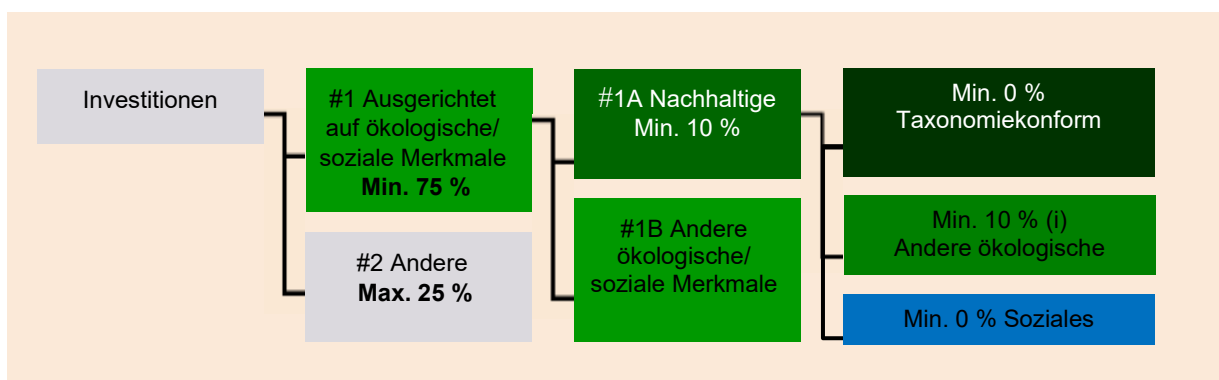 Investitionen
#1 Ausgerichtet
auf ökologische/
soziale Merkmale
Min. 75 %
#2 Andere
Max. 25 %
#1A Nachhaltige
Min. 10 %
#1B Andere
ökologische/
soziale Merkmale
Min. 0 %
Taxonomiekonform
Min. 10 % (i)
Andere ökologische
Min. 0 % Soziales